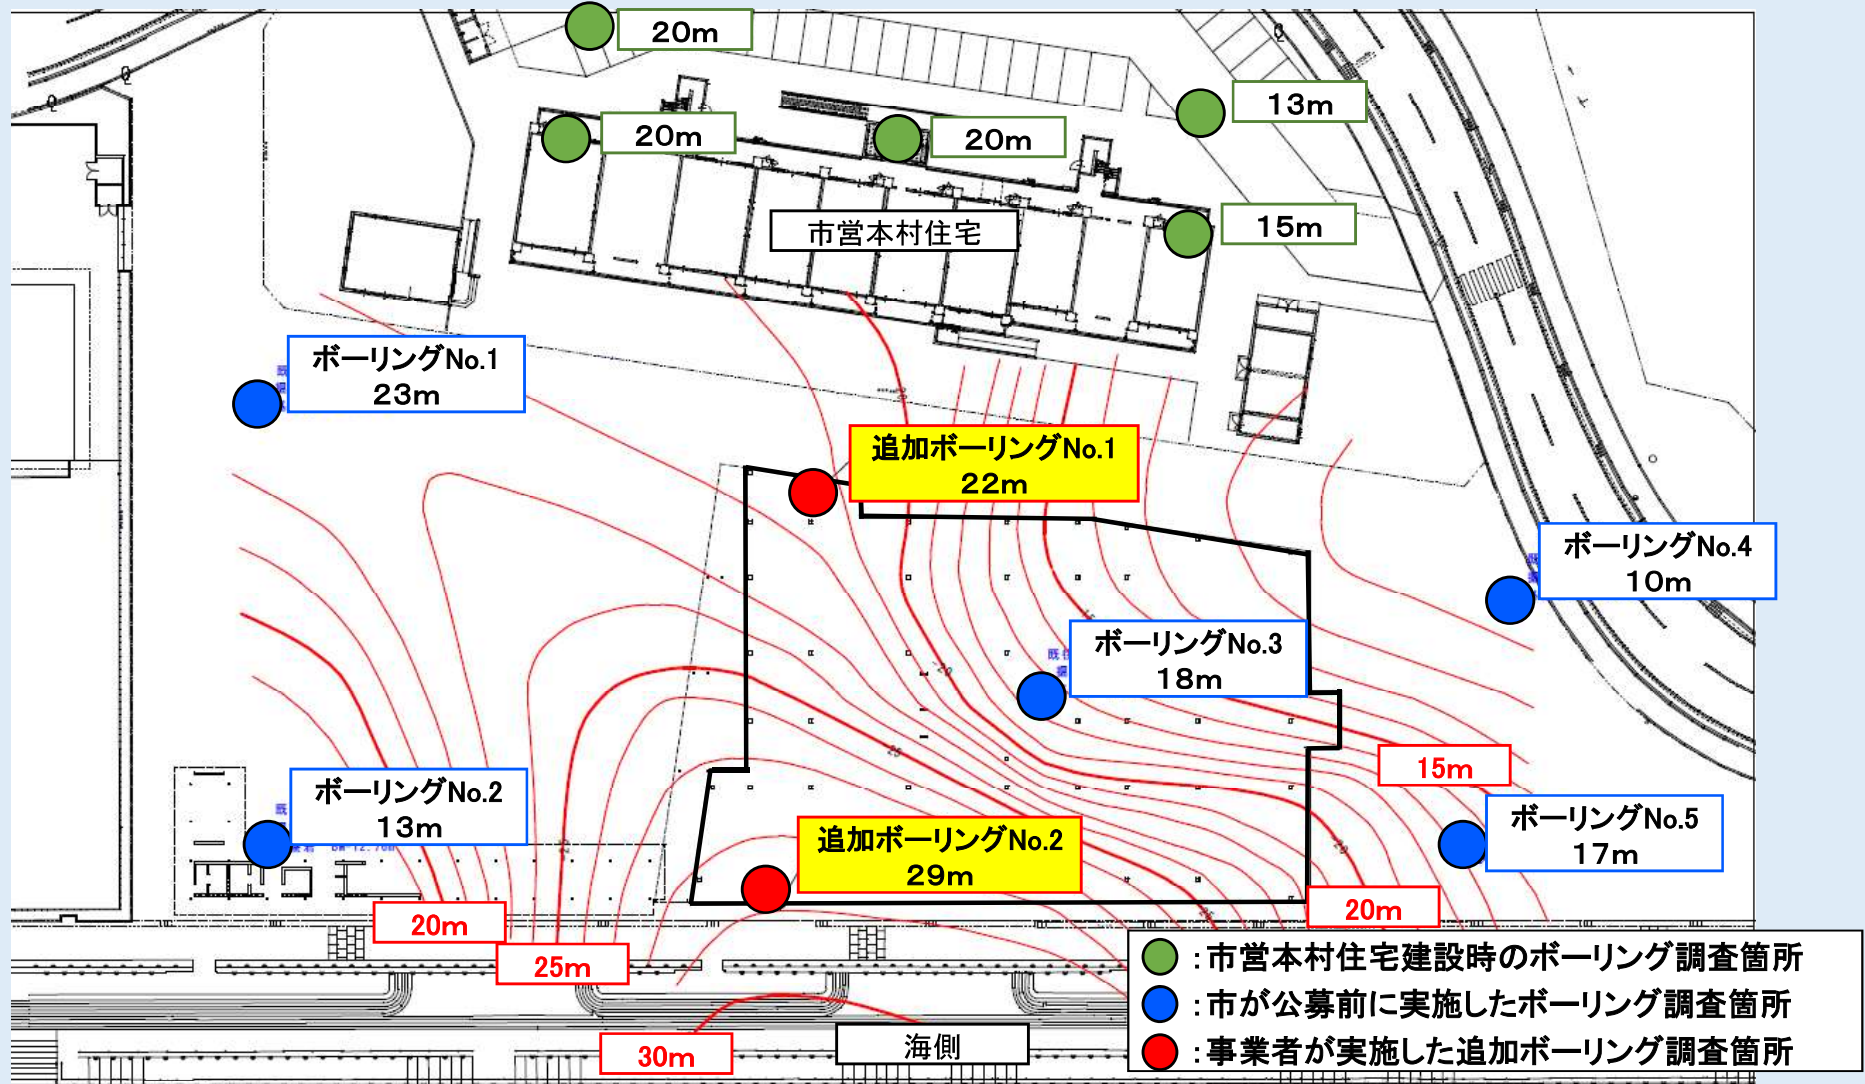 20m
13m
20m
20m
15m
市営本村住宅
ボーリングNo.1
23m
追加ボーリングNo.1
22m
ボーリングNo.4
10m
ボーリングNo.3
18m
15m
ボーリングNo.2
13m
追加ボーリングNo.2
29m
ボーリングNo.5
17m
20m
20m
25m
30m
海側
-20
-25
：市営本村住宅建設時のボーリング調査箇所
：市が公募前に実施したボーリング調査箇所
：事業者が実施した追加ボーリング調査箇所